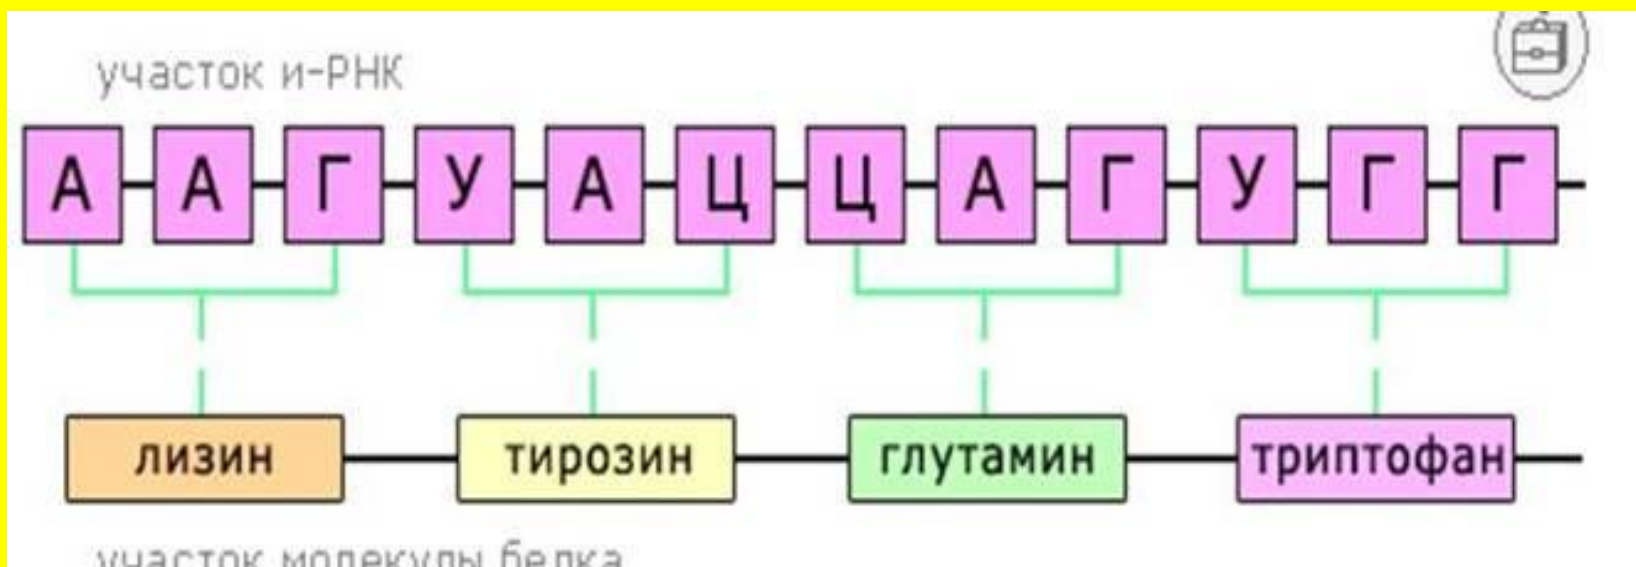 участок и-РНК
А А Г У А Ц Ц А Г У Г Г
лизин тирозин глутамин триптофан
участок молекулы белка